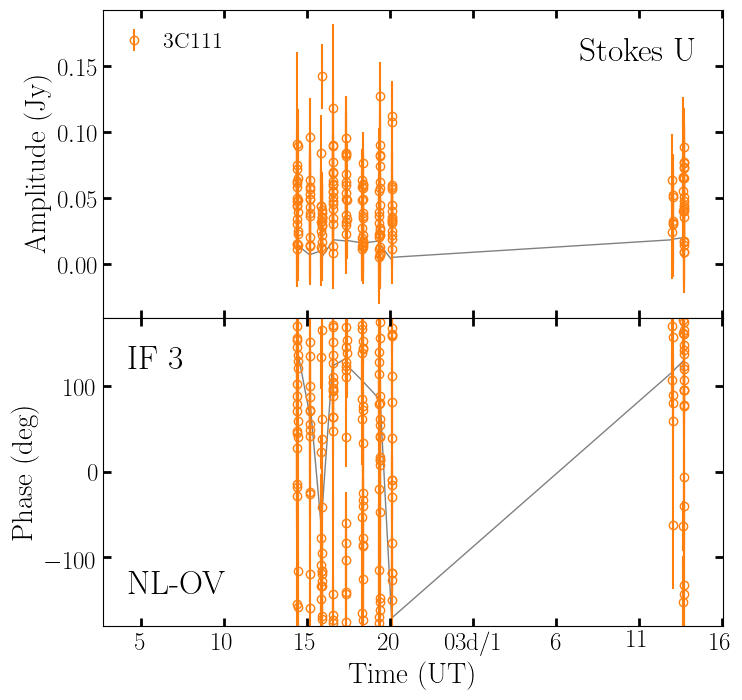 3C111
Stokes U
0.15
0.10
0.05
0.00
Amplitude (Jy)
IF 3
100
0
−100
Phase (deg)
NL-OV
5 10 15 20 03d/1 6 11 16
Time (UT)